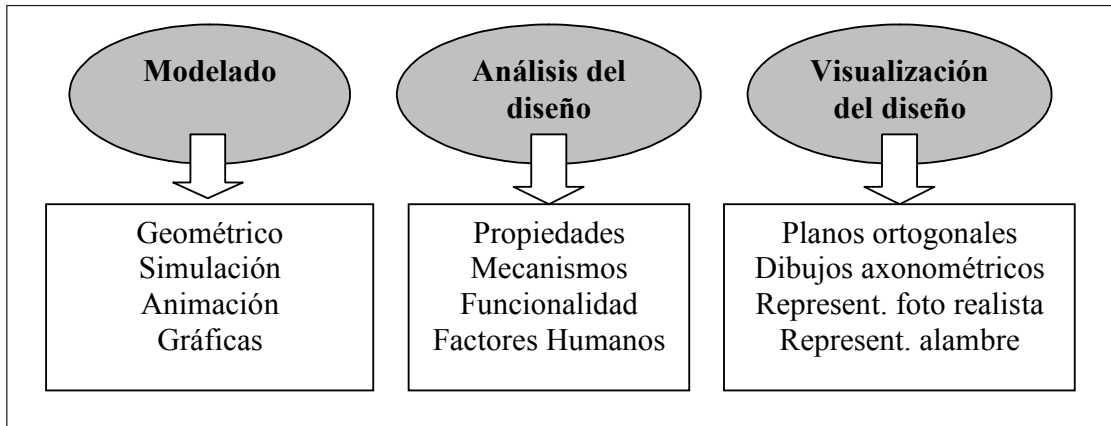 Modelado
Geométrico
Simulación
Animación
Gráficas
Análisis del
diseño
Propiedades
Mecanismos
Funcionalidad
Factores Humanos
Visualización
del diseño
Planos ortogonales
Dibujos axonométricos
Represent. foto realista
Represent. alambre